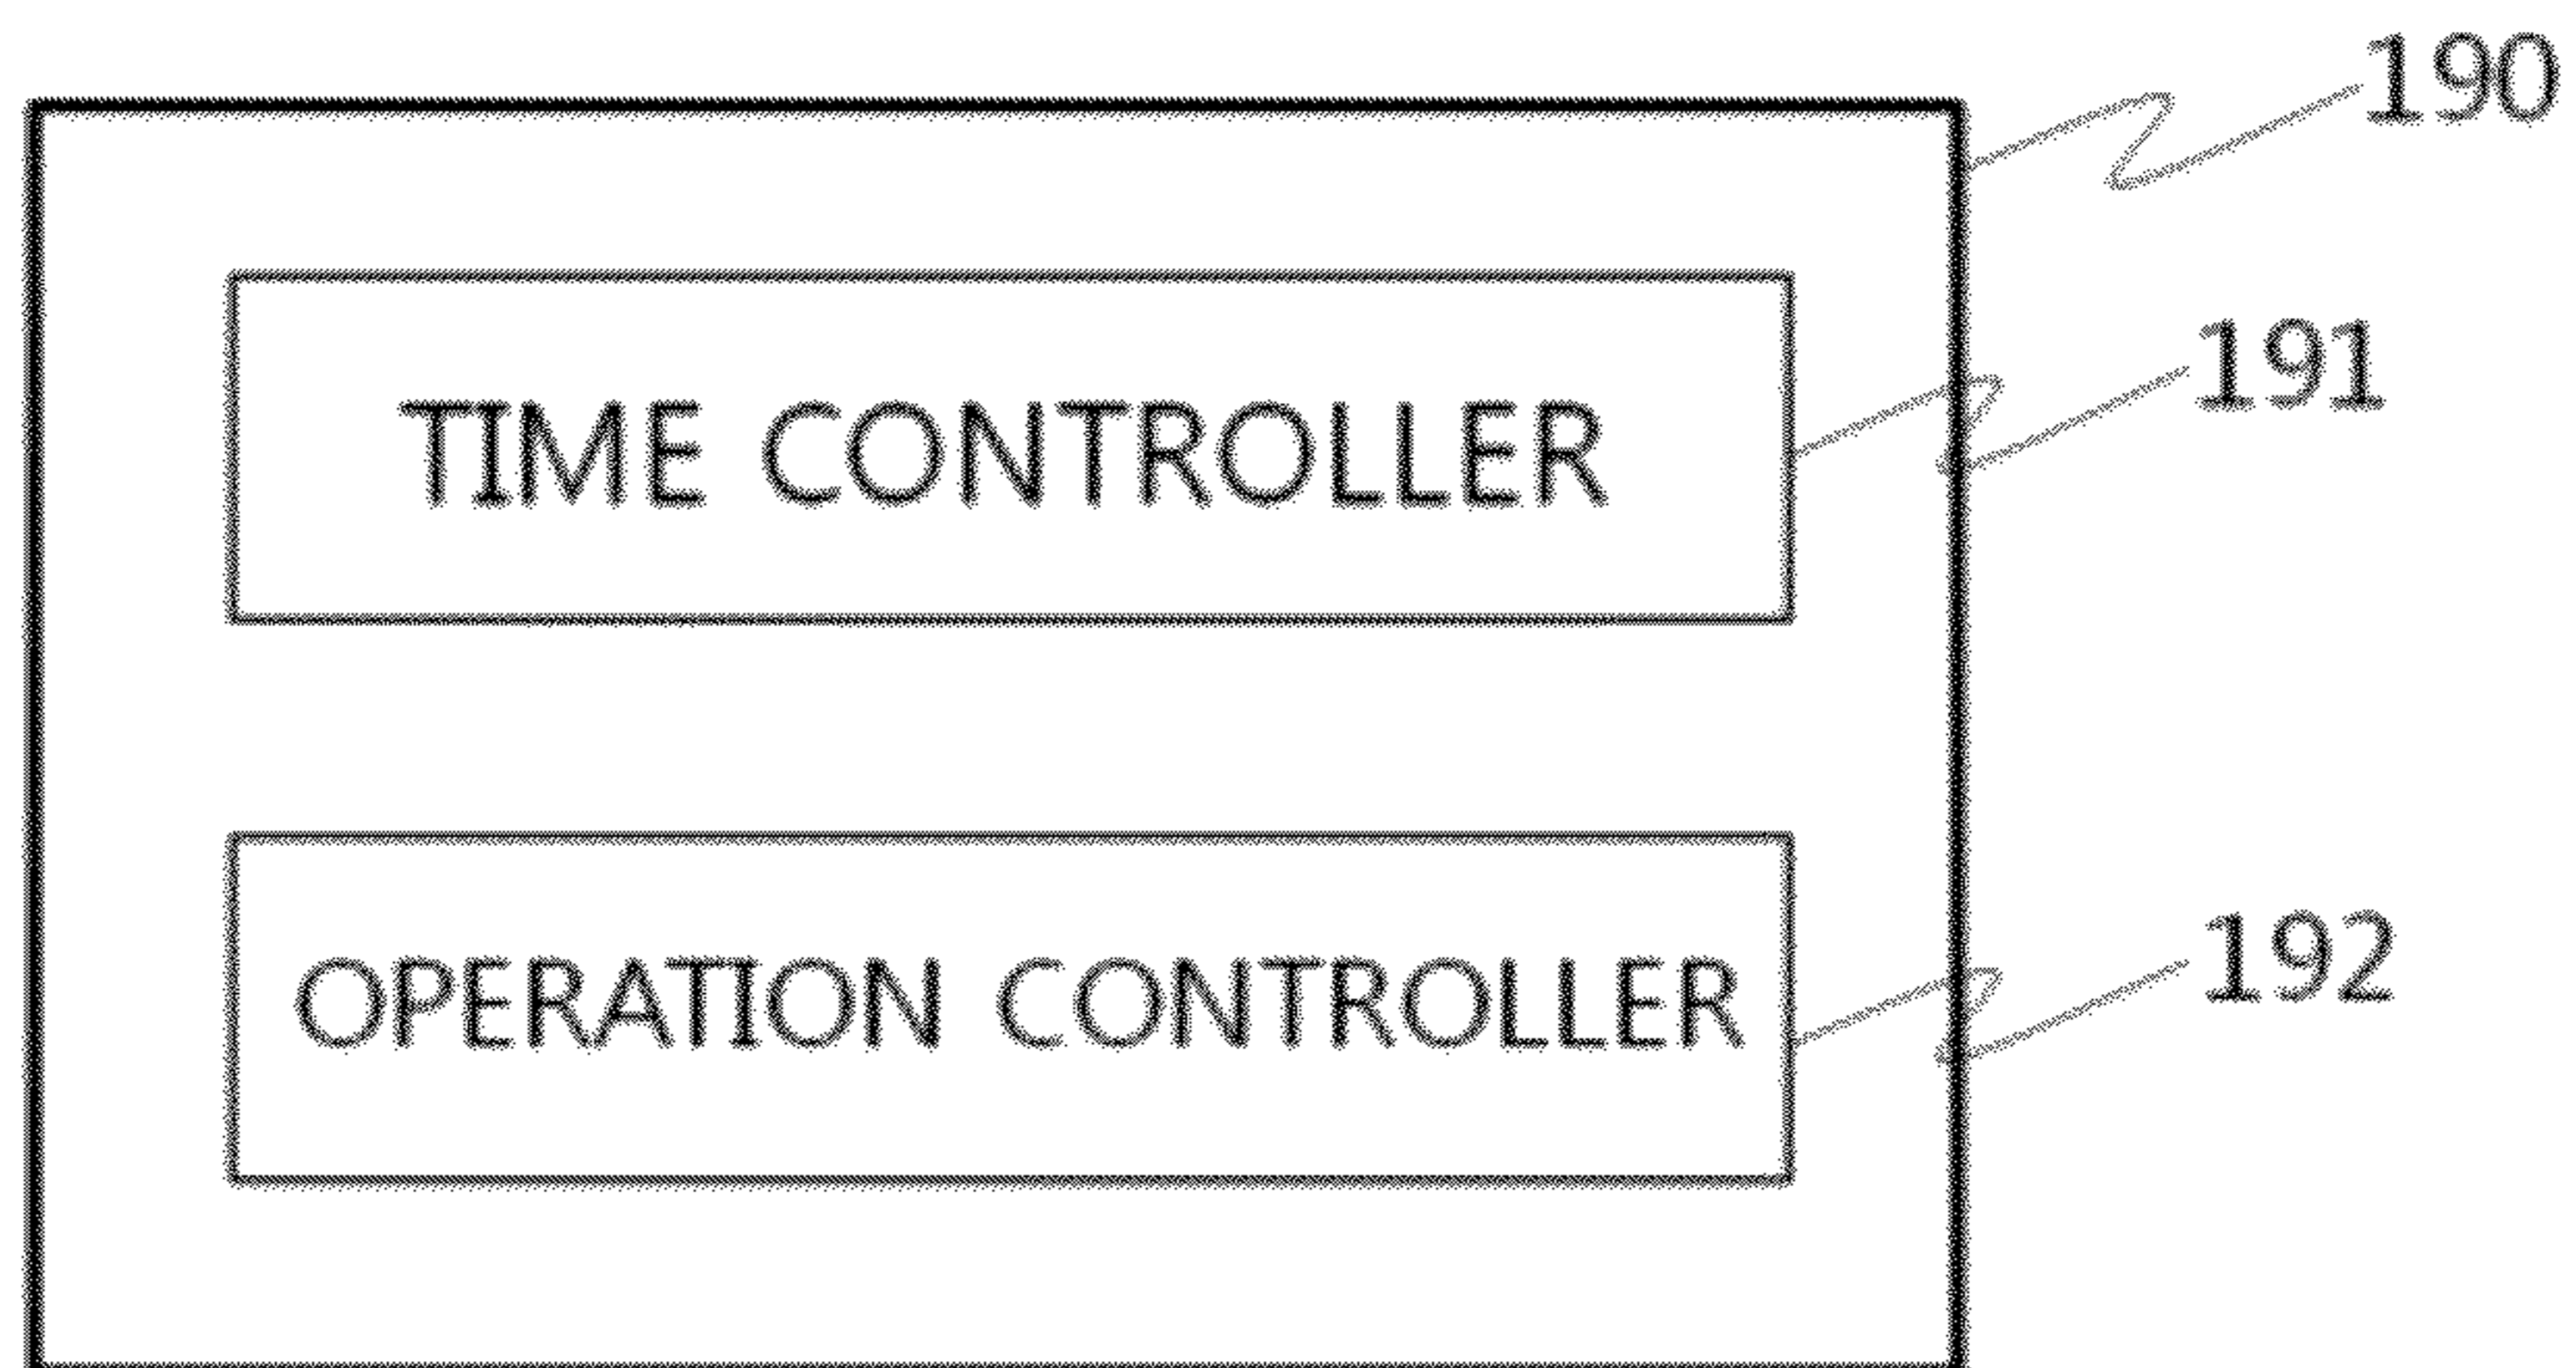 190
191
TIME CONTROLLER
192
OPERATION CONTROLLER